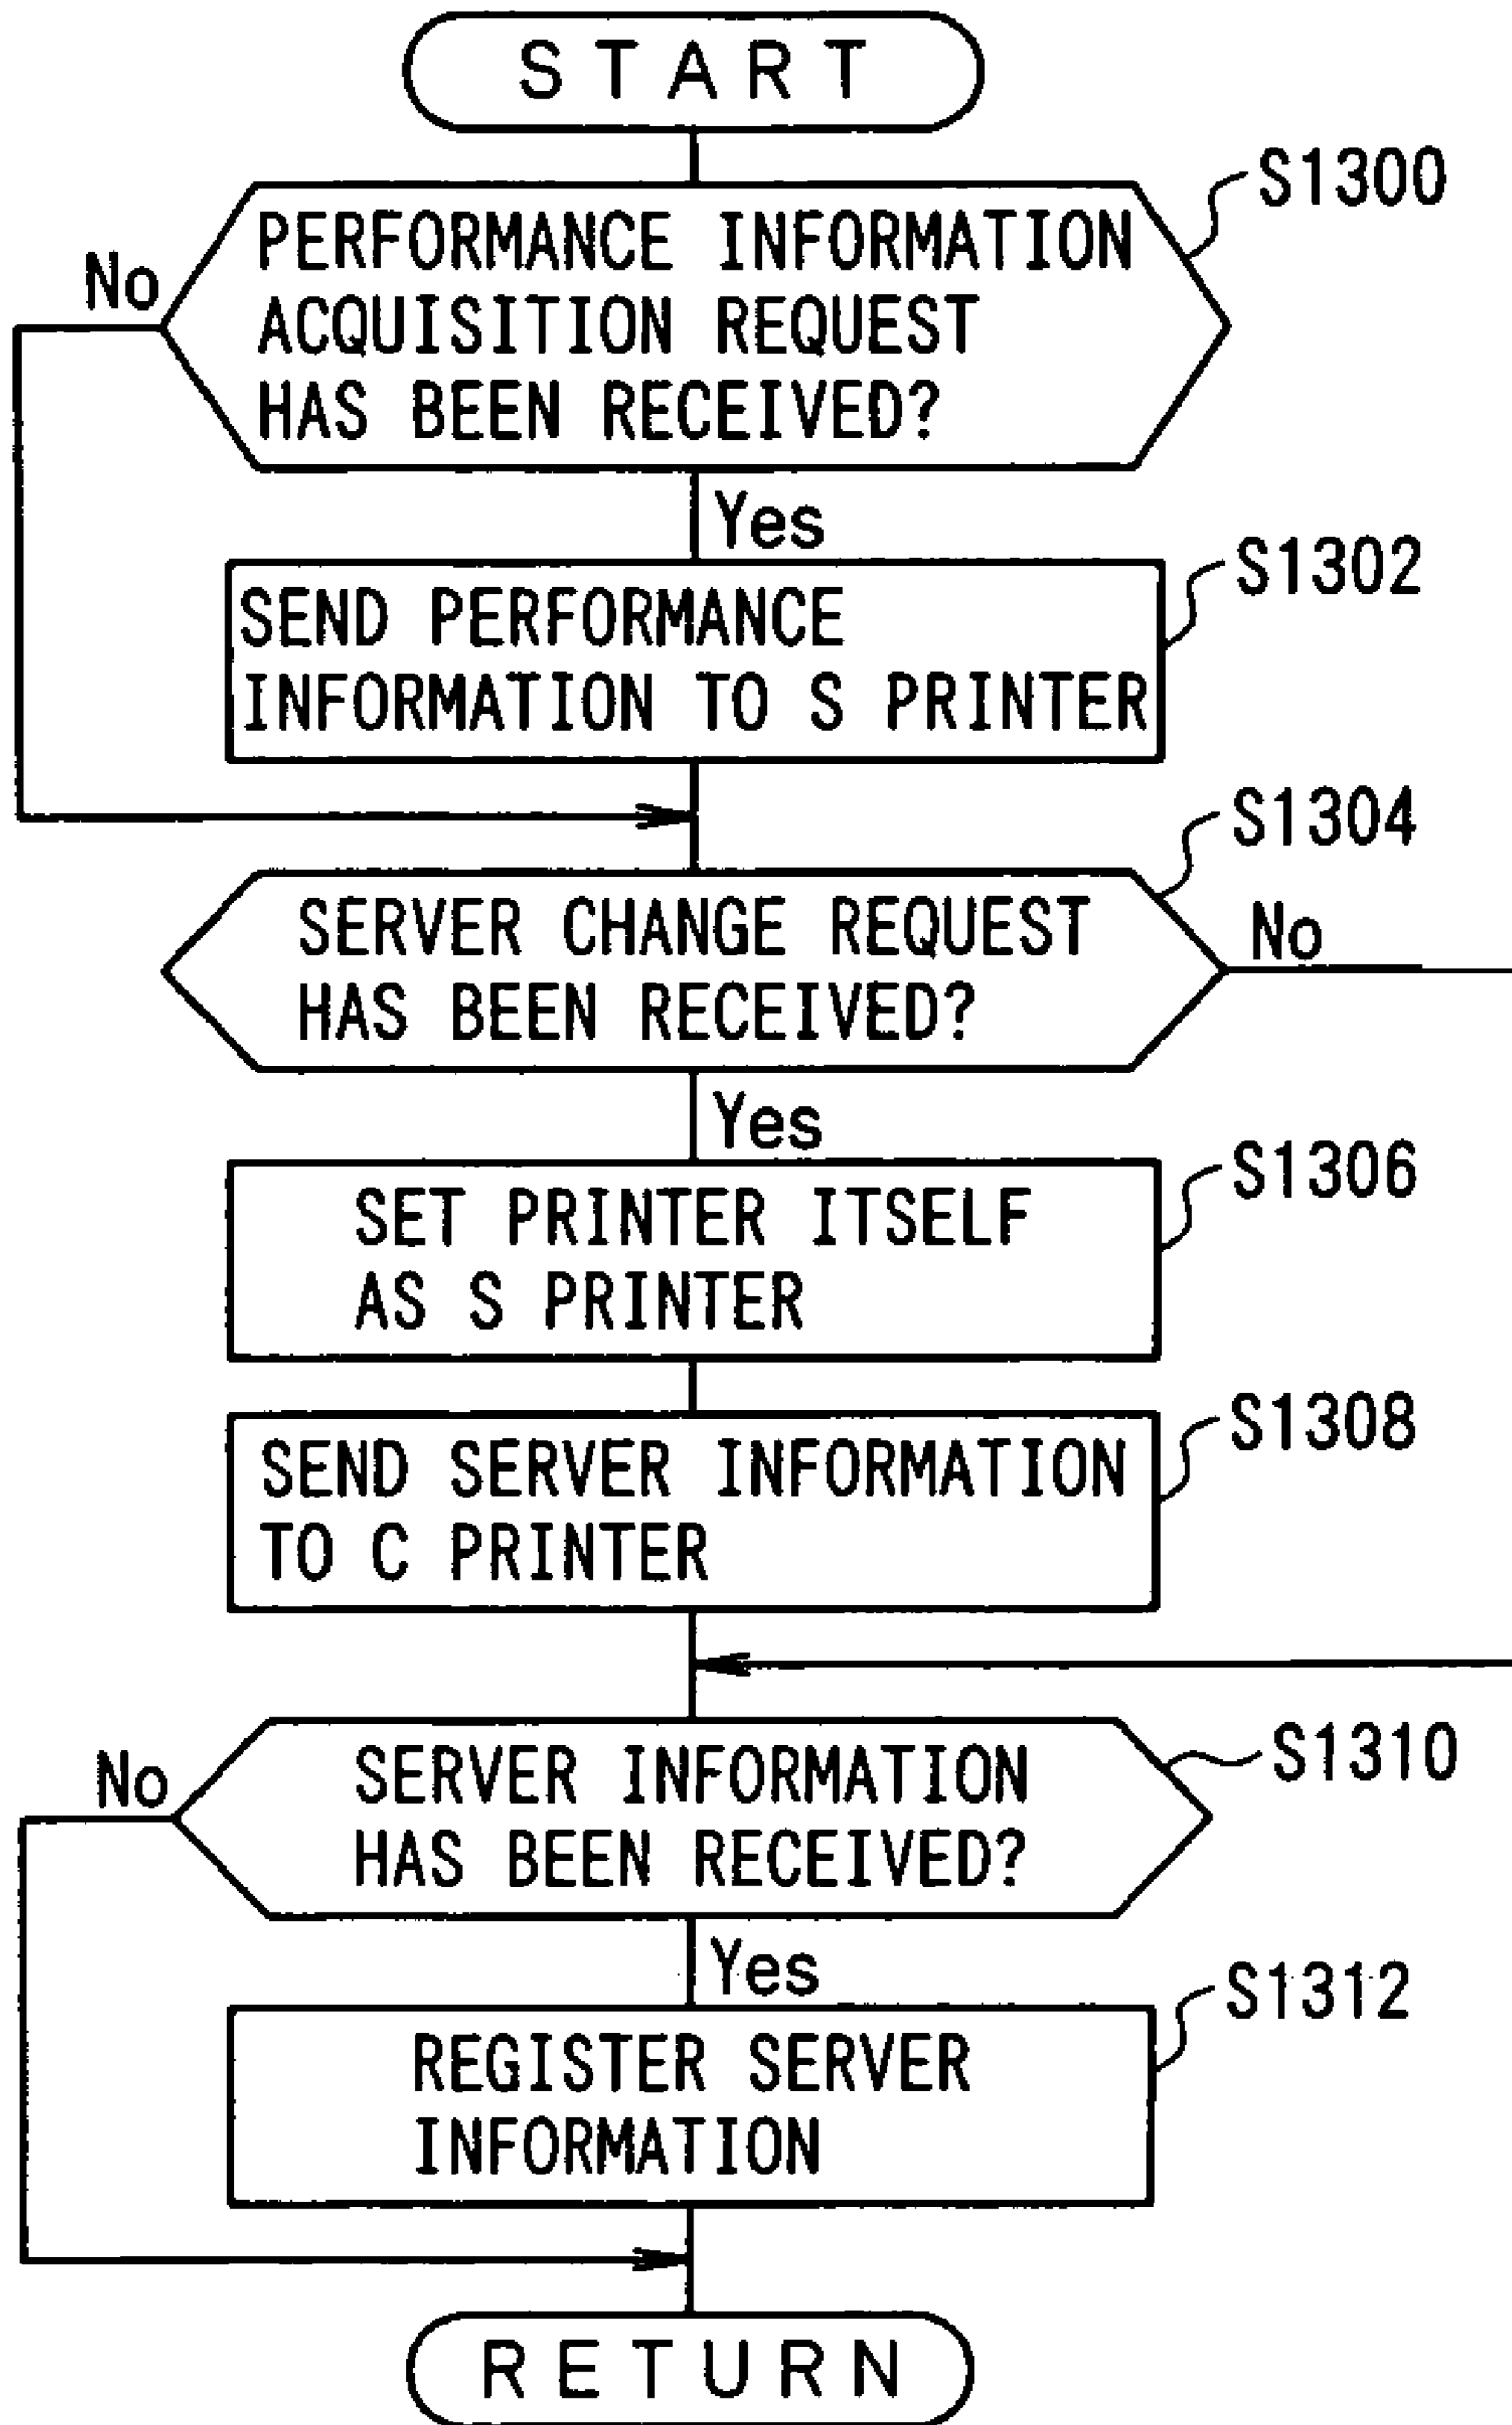 START
S1300
PERFORMANCE INFORMATION
ACQUISITION REQUEST
HAS BEEN RECEIVED?
No
Yes
S1302
SEND PERFORMANCE
INFORMATION TO S PRINTER
S1304
SERVER CHANGE REQUEST
HAS BEEN RECEIVED?
No
Yes
S1306
SET PRINTER ITSELF
AS S PRINTER
S1308
SEND SERVER INFORMATION
TO C PRINTER
S1310
No
SERVER INFORMATION
HAS BEEN RECEIVED?
Yes
S1312
REGISTER SERVER
INFORMATION
RETURN